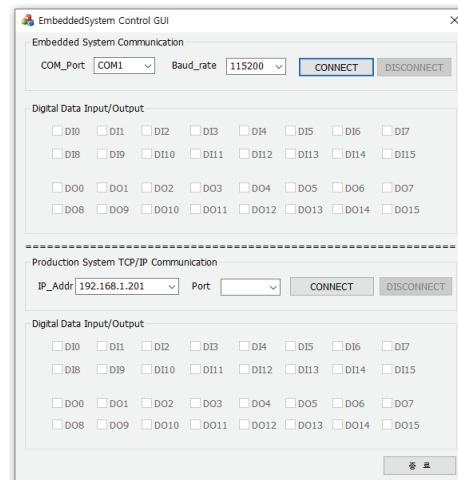 EmbeddedSystem Control GUI
Embedded System Communication
COM_Port COM1 Baud_rate 115200 CONNECT DISCONNECT
Digital Data Input/Output
DI0 DI1 DI2 DI3 DI4 DI5 DI6 DI7
DI8 DI9 DI10 DI11 DI12 DI13 DI14 DI15
DO0 DO1 DO2 DO3 DO4 DO5 DO6 DO7
DO8 DO9 DO10 DO11 DO12 DO13 DO14 DO15
Production System TCP/IP Communication
IP_Addr 192.168.1.201 Port CONNECT DISCONNECT
Digital Data Input/Output
DI0 DI1 DI2 DI3 DI4 DI5 DI6 DI7
DI8 DI9 DI10 DI11 DI12 DI13 DI14 DI15
DO0 DO1 DO2 DO3 DO4 DO5 DO6 DO7
DO8 DO9 DO10 DO11 DO12 DO13 DO14 DO15
종 료